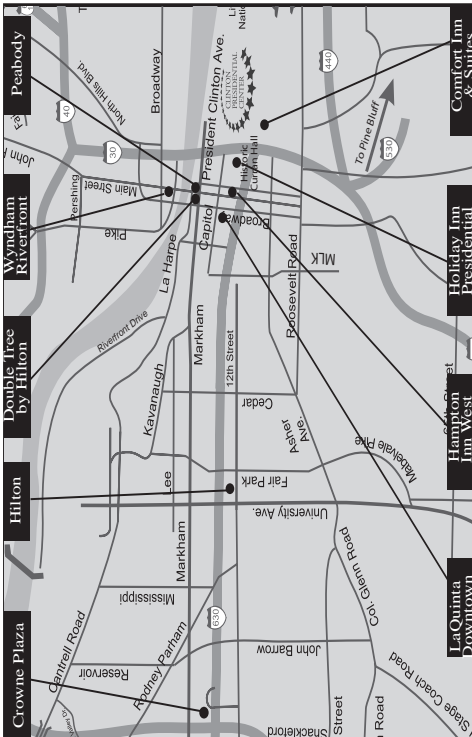 Peabody
Wyndham
Riverfront
Double Tree
by Hilton
Hilton
Crowne Plaza
Comfort Inn
& Suites
Holiday Inn
Presidential
Hampton
Inn West
LaQuinta
Downtown
North Hills Blvd.
Broadway
President Clinton Ave.
CLINTON
PRESIDENTIAL
CENTER
40
30
440
530
630
To Pine Bluff
Historic
Curran Hall
Pershing
Main Street
Pike
La Harpe
Capitol
Broadway
Roosevelt Road
MLK
Riverfront Drive
Markham
12th Street
Kavanaugh
Cedar
Asher
Ave.
Mabelvale Pike
Lee
Fair Park
University Ave.
Markham
Mississippi
Col. Glenn Road
Cantrell Road
Reservoir
Rodney Parham
John Barrow
Stage Coach Road
Shackleford
Street
Road